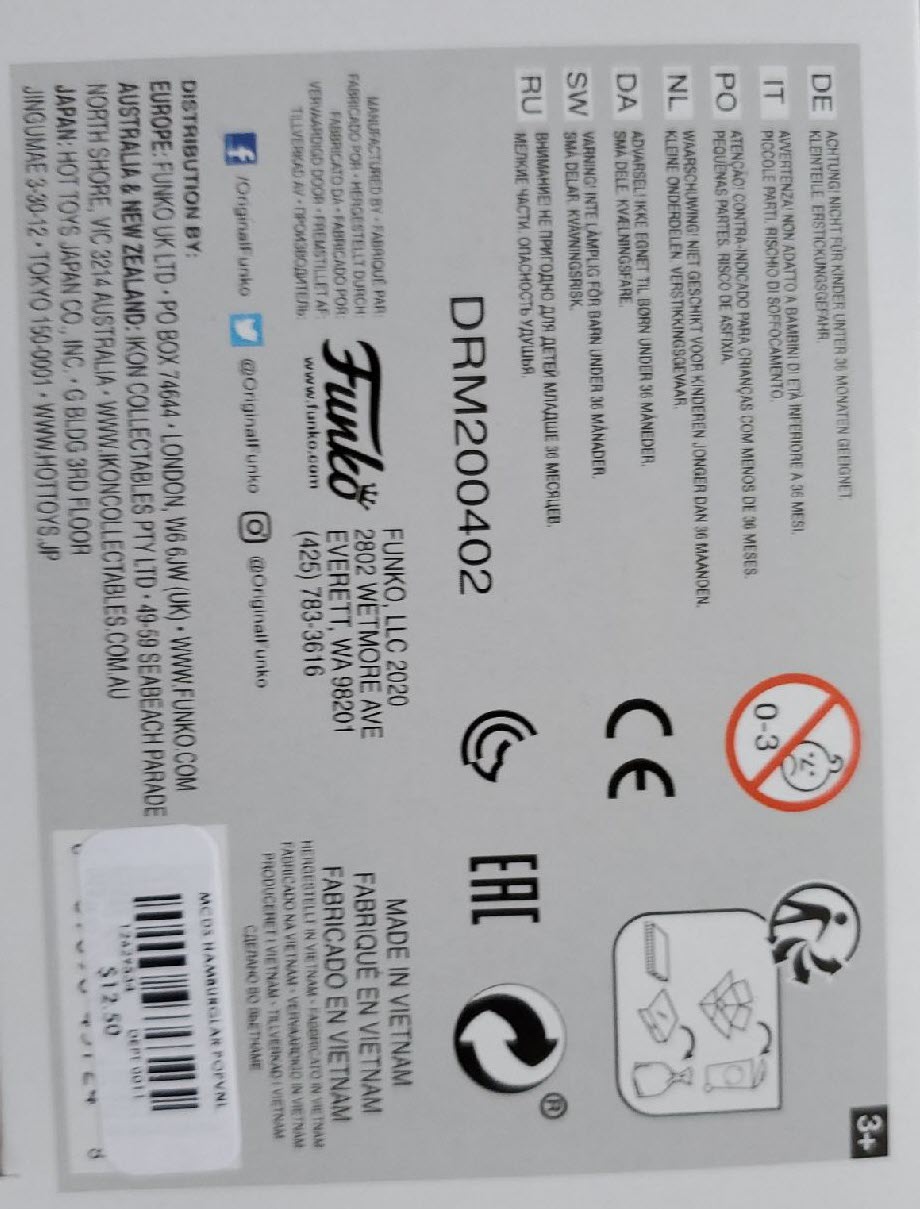 3+
DE ACHTUNG! NICHT FÜR KINDER UNTER 36 MONATEN GEEIGNET.
KLEINTEILE. ERSTICKUNGSGEFAHR.
IT AVVERTENZA! NON ADATTO A BAMBINI DI ETÀ INFERIORE A 36 MESI.
PICCOLE PARTI. RISCHIO DI SOFFOCAMENTO.
PO ATENÇÃO! CONTRA-INDICADO PARA CRIANÇAS COM MENOS DE 36 MESES.
PEQUENAS PARTES. RISCO DE ASFIXIA.
NL WAARSCHUWING! NIET GESCHIKT VOOR KINDEREN JONGER DAN 36 MAANDEN.
KLEINE ONDERDELEN. VERSTIKKINGSGEVAAR.
DA ADVARSEL! IKKE EGNET TIL BØRN UNDER 36 MÅNEDER.
SMA DELE. KVÆLNINGSFARE.
SW VARNING! INTE LÄMPLIG FÖR BARN UNDER 36 MÅNADER.
SMA DELAR. KVÄVNINGSRISK.
RU ВНИМАНИЕ! НЕ ПРИГОДНО ДЛЯ ДЕТЕЙ МЛАДШЕ 36 МЕСЯЦЕВ.
МЕЛКИЕ ЧАСТИ. ОПАСНОСТЬ УДУШЬЯ.
0-3
CE
EAC
®
DRM200402
MANUFACTURED BY • FABRIQUÉ PAR
FABRICADO POR • HERGESTELLT DURCH
FABRICATO DA • FABRICADO POR:
VERVAARDIGD DOOR • FREMSTILLET AF:
TILLVERKAD AV • ПРОИЗВОДИТЕЛЬ:
Funko
www.funko.com
FUNKO, LLC 2020
2802 WETMORE AVE
EVERETT, WA 98201
(425) 783-3616
MADE IN VIETNAM
FABRIQUÉ EN VIETNAM
FABRICADO EN VIETNAM
HERGESTELLT IN VIETNAM • FABBRICATO IN VIETNAM
FABRICADO NA VIETNAM • VERVAARDIGD IN VIETNAM
PRODUCERET I VIETNAM • TILLVERKAD I VIETNAM
СДЕЛАНО ВО ВЬЕТНАМЕ
/OriginalFunko @OriginalFunko @OriginalFunko
DISTRIBUTION BY:
EUROPE: FUNKO UK LTD • PO BOX 74644 • LONDON, W6 6JW (UK) • WWW.FUNKO.COM
AUSTRALIA & NEW ZEALAND: IKON COLLECTABLES PTY LTD • 49-59 SEABEACH PARADE
NORTH SHORE, VIC 3214 AUSTRALIA • WWW.IKONCOLLECTABLES.COM.AU
JAPAN: HOT TOYS JAPAN CO., INC. • G BLDG 3RD FLOOR
JINGUMAE 3-30-12 • TOKYO 150-0001 • WWW.HOTTOYS.JP
MCDS HAMBURGLAR POPVNL
DEPT 0011
$12.50
8